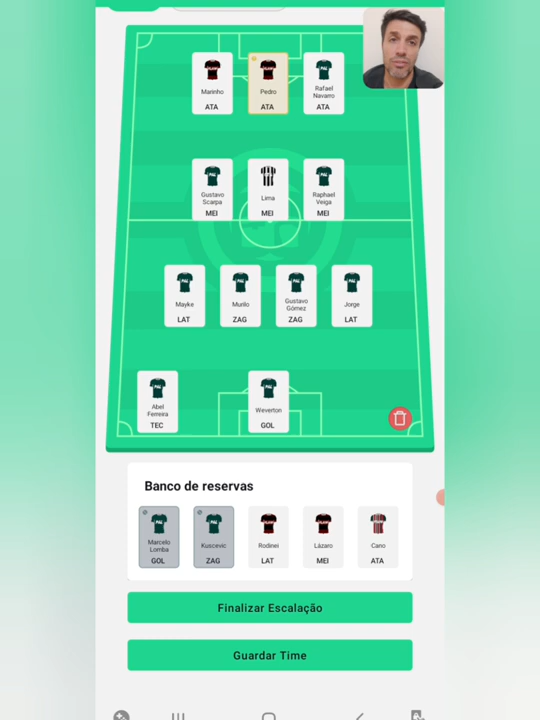 Marinho
ATA
Pedro
ATA
Rafael
Navarro
ATA
Gustavo
Scarpa
MEI
Lima
MEI
Raphael
Veiga
MEI
Mayke
LAT
Murilo
ZAG
Gustavo
Gómez
ZAG
Jorge
LAT
Abel
Ferreira
TEC
Weverton
GOL
Banco de reservas
Marcelo
Lomba
GOL
Kuscevic
ZAG
Rodinei
LAT
Lázaro
MEI
Cano
ATA
Finalizar Escalação
Guardar Time